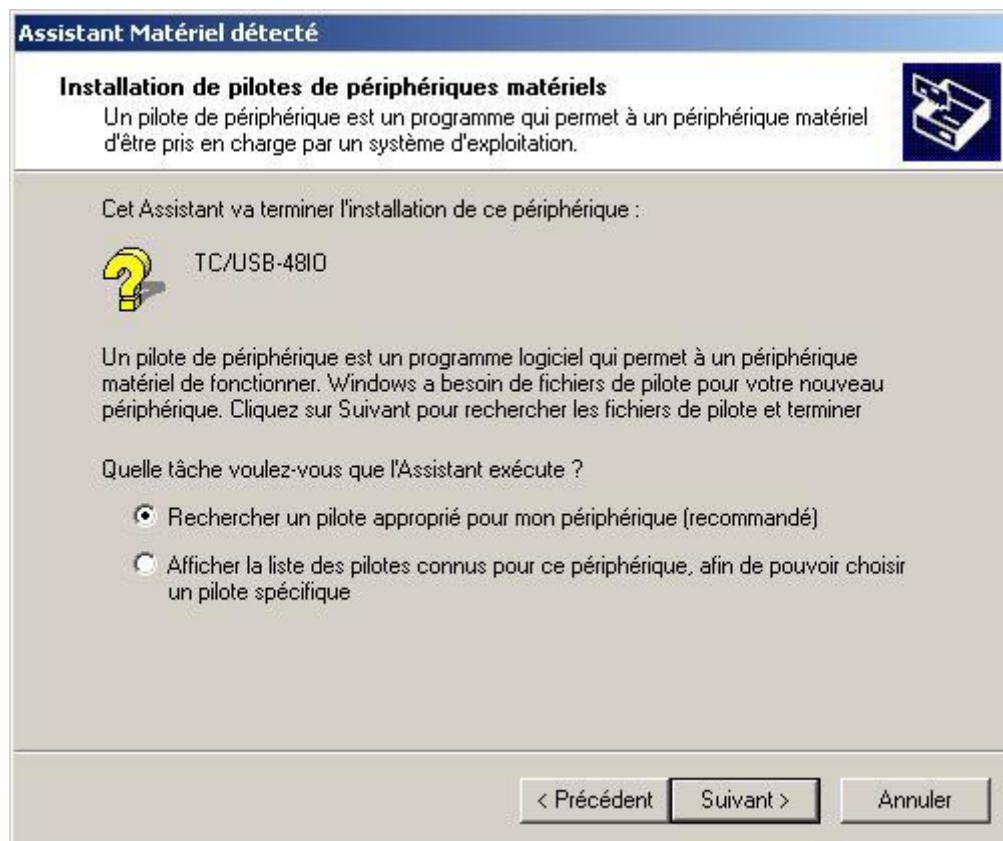 Assistant Matériel détecté
Installation de pilotes de périphériques matériels
Un pilote de périphérique est un programme qui permet à un périphérique matériel
d'être pris en charge par un système d'exploitation.
Cet Assistant va terminer l'installation de ce périphérique :
TC/USB-48IO
Un pilote de périphérique est un programme logiciel qui permet à un périphérique
matériel de fonctionner. Windows a besoin de fichiers de pilote pour votre nouveau
périphérique. Cliquez sur Suivant pour rechercher les fichiers de pilote et terminer
Quelle tâche voulez-vous que l'Assistant exécute ?
Rechercher un pilote approprié pour mon périphérique (recommandé)
Afficher la liste des pilotes connus pour ce périphérique, afin de pouvoir choisir
un pilote spécifique
< Précédent Suivant > Annuler